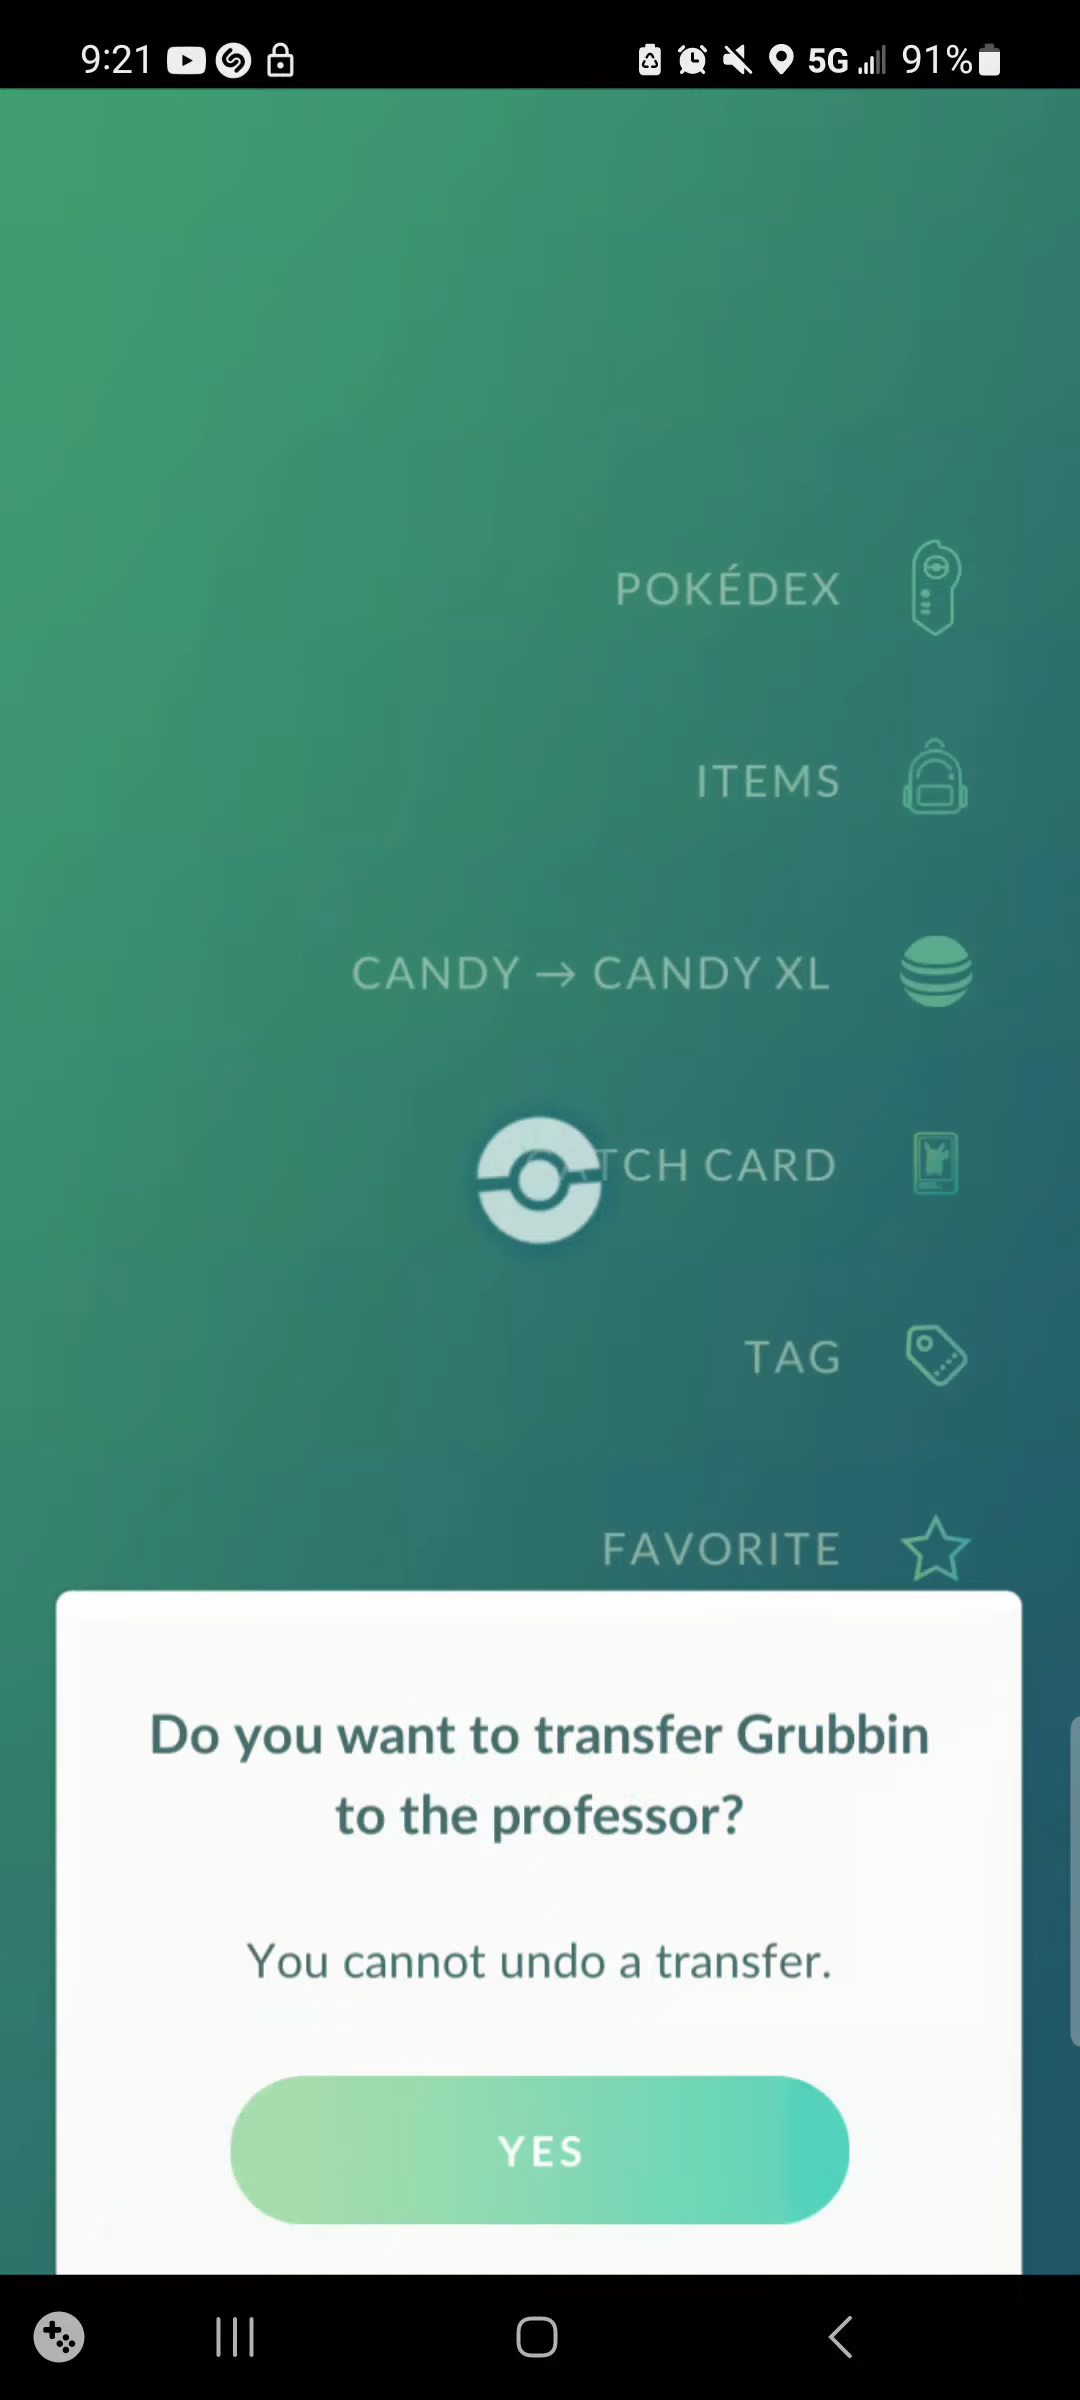 9:21 5G 91%
POKÉDEX
ITEMS
CANDY → CANDY XL
CATCH CARD
TAG
FAVORITE
Do you want to transfer Grubbin
to the professor?
You cannot undo a transfer.
YES